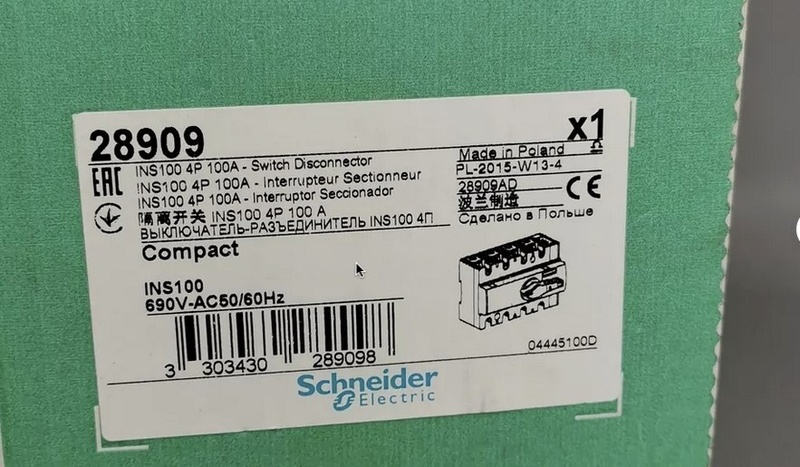 28909
x1
INS100 4P 100A - Switch Disconnector
INS100 4P 100A - Interrupteur Sectionneur
INS100 4P 100A - Interruptor Seccionador
隔离开关 INS100 4P 100 A
ВЫКЛЮЧАТЕЛЬ-РАЗЪЕДИНИТЕЛЬ INS100 4П
EAC
Made in Poland
PL-2015-W13-4
28909AD
波兰制造
Сделано в Польше
CE
Compact
INS100
690V-AC50/60Hz
3 303430 289098
04445100D
Schneider
Electric